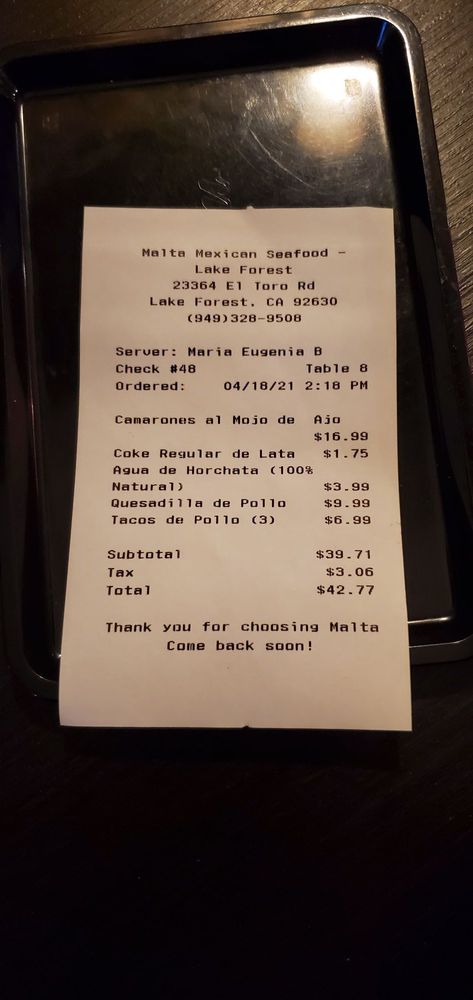 Malta Mexican Seafood -
Lake Forest
23364 El Toro Rd
Lake Forest, CA 92630
(949)328-9508
Server: Maria Eugenia B
Check #48 Table 8
Ordered: 04/18/21 2:18 PM
Camarones al Mojo de Ajo
$16.99
Coke Regular de Lata $1.75
Agua de Horchata (100%
Natural) $3.99
Quesadilla de Pollo $9.99
Tacos de Pollo (3) $6.99
Subtotal $39.71
Tax $3.06
Total $42.77
Thank you for choosing Malta
Come back soon!